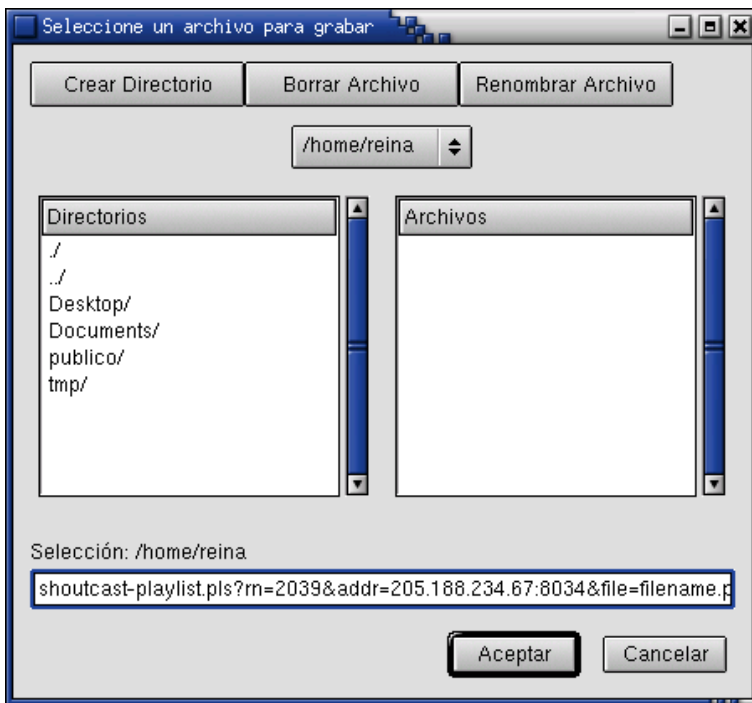 Seleccione un archivo para grabar
Crear Directorio Borrar Archivo Renombrar Archivo
/home/reina
Directorios
./
../
Desktop/
Documents/
publico/
tmp/
Archivos
Selección: /home/reina
shoutcast-playlist.pls?rn=2039&addr=205.188.234.67:8034&file=filename.p
Aceptar Cancelar